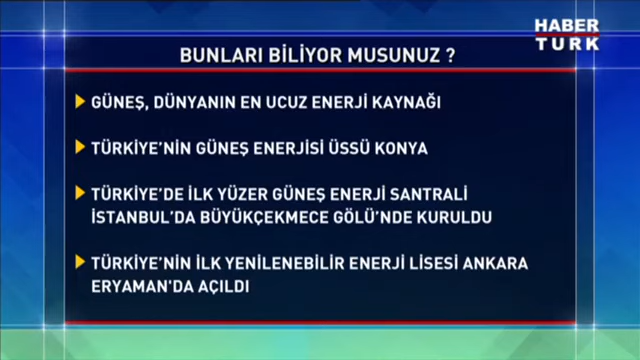 HABER
TÜRK
BUNLARI BİLİYOR MUSUNUZ ?
GÜNEŞ, DÜNYANIN EN UCUZ ENERJİ KAYNAĞI
TÜRKİYE'NİN GÜNEŞ ENERJİSİ ÜSSÜ KONYA
TÜRKİYE'DE İLK YÜZER GÜNEŞ ENERJİ SANTRALİ
İSTANBUL'DA BÜYÜKÇEKMECE GÖLÜ'NDE KURULDU
TÜRKİYE'NİN İLK YENİLENEBİLİR ENERJİ LİSESİ ANKARA
ERYAMAN'DA AÇILDI